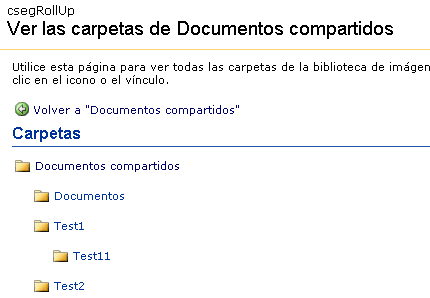 csegRollUp
Ver las carpetas de Documentos compartidos
Utilice esta página para ver todas las carpetas de la biblioteca de
clic en el icono o el vínculo.
Volver a "Documentos compartidos"
Carpetas
Documentos compartidos
Documentos
Test1
Test11
Test2